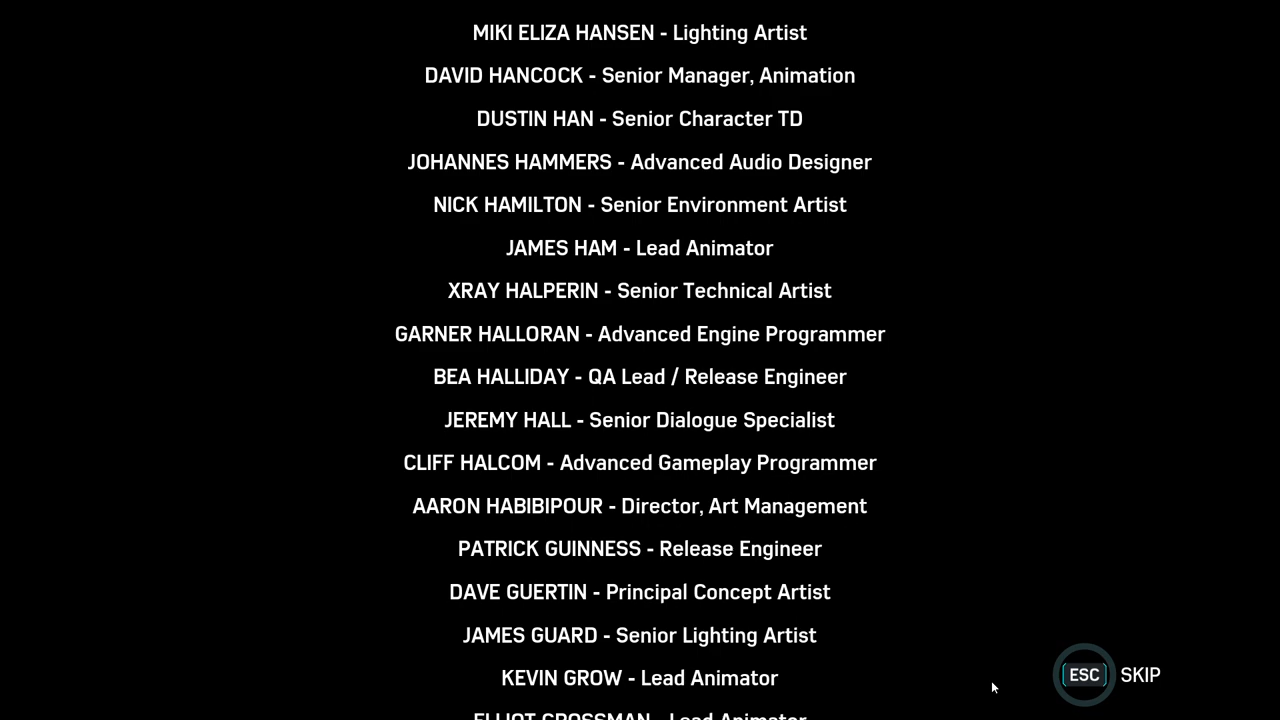 MIKI ELIZA HANSEN - Lighting Artist
DAVID HANCOCK - Senior Manager, Animation
DUSTIN HAN - Senior Character TD
JOHANNES HAMMERS - Advanced Audio Designer
NICK HAMILTON - Senior Environment Artist
JAMES HAM - Lead Animator
XRAY HALPERIN - Senior Technical Artist
GARNER HALLORAN - Advanced Engine Programmer
BEA HALLIDAY - QA Lead / Release Engineer
JEREMY HALL - Senior Dialogue Specialist
CLIFF HALCOM - Advanced Gameplay Programmer
AARON HABIBIPOUR - Director, Art Management
PATRICK GUINNESS - Release Engineer
DAVE GUERTIN - Principal Concept Artist
JAMES GUARD - Senior Lighting Artist
KEVIN GROW - Lead Animator
ESC SKIP
ELLIOT GROSSMAN - Lead Animator